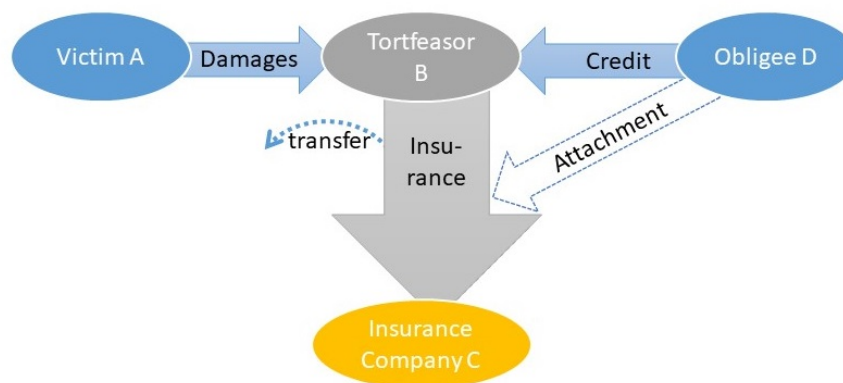 Victim A
Damages
Tortfeasor
B
Credit
Obligee D
transfer
Insu-
rance
Attachment
Insurance
Company C